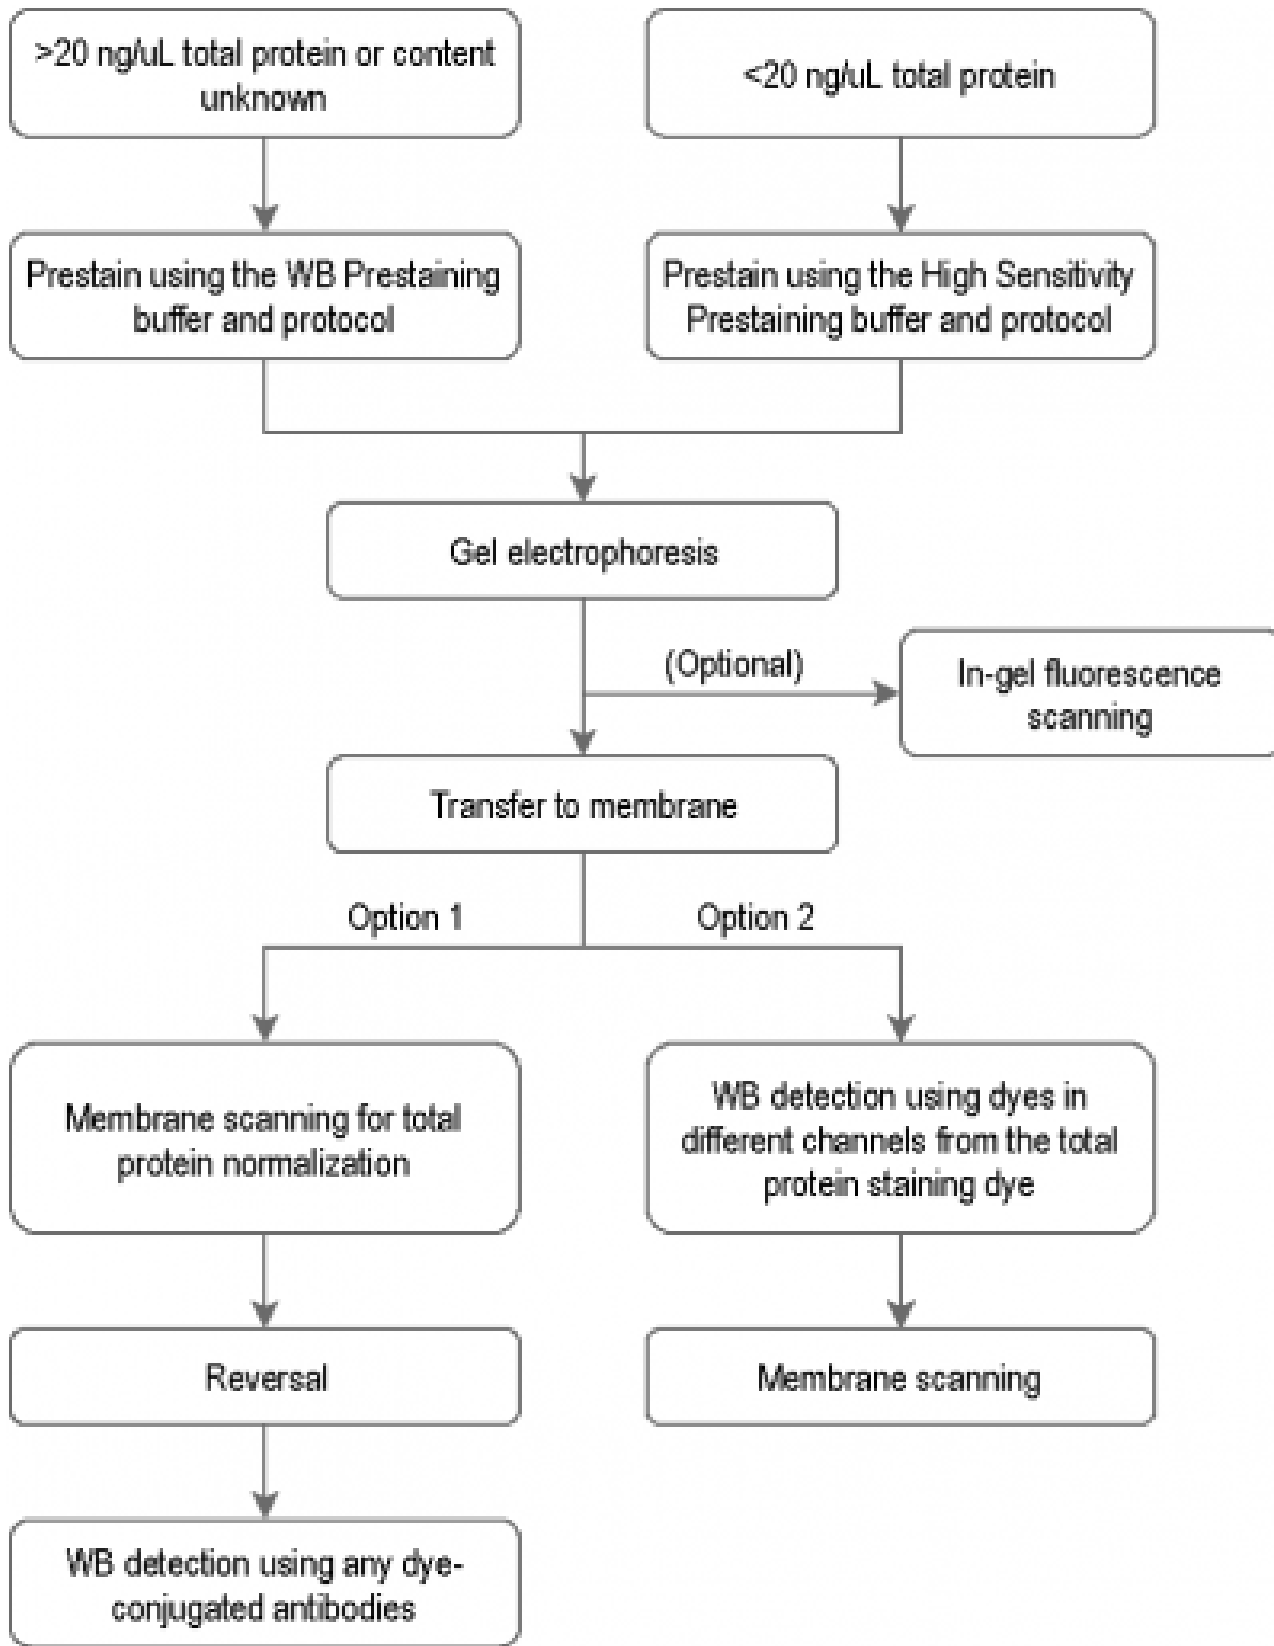 >20 ng/uL total protein or content
unknown
<20 ng/uL total protein
Prestain using the WB Prestaining
buffer and protocol
Prestain using the High Sensitivity
Prestaining buffer and protocol
Gel electrophoresis
(Optional)
In-gel fluorescence
scanning
Transfer to membrane
Option 1
Option 2
Membrane scanning for total
protein normalization
WB detection using dyes in
different channels from the total
protein staining dye
Reversal
Membrane scanning
WB detection using any dye-
conjugated antibodies